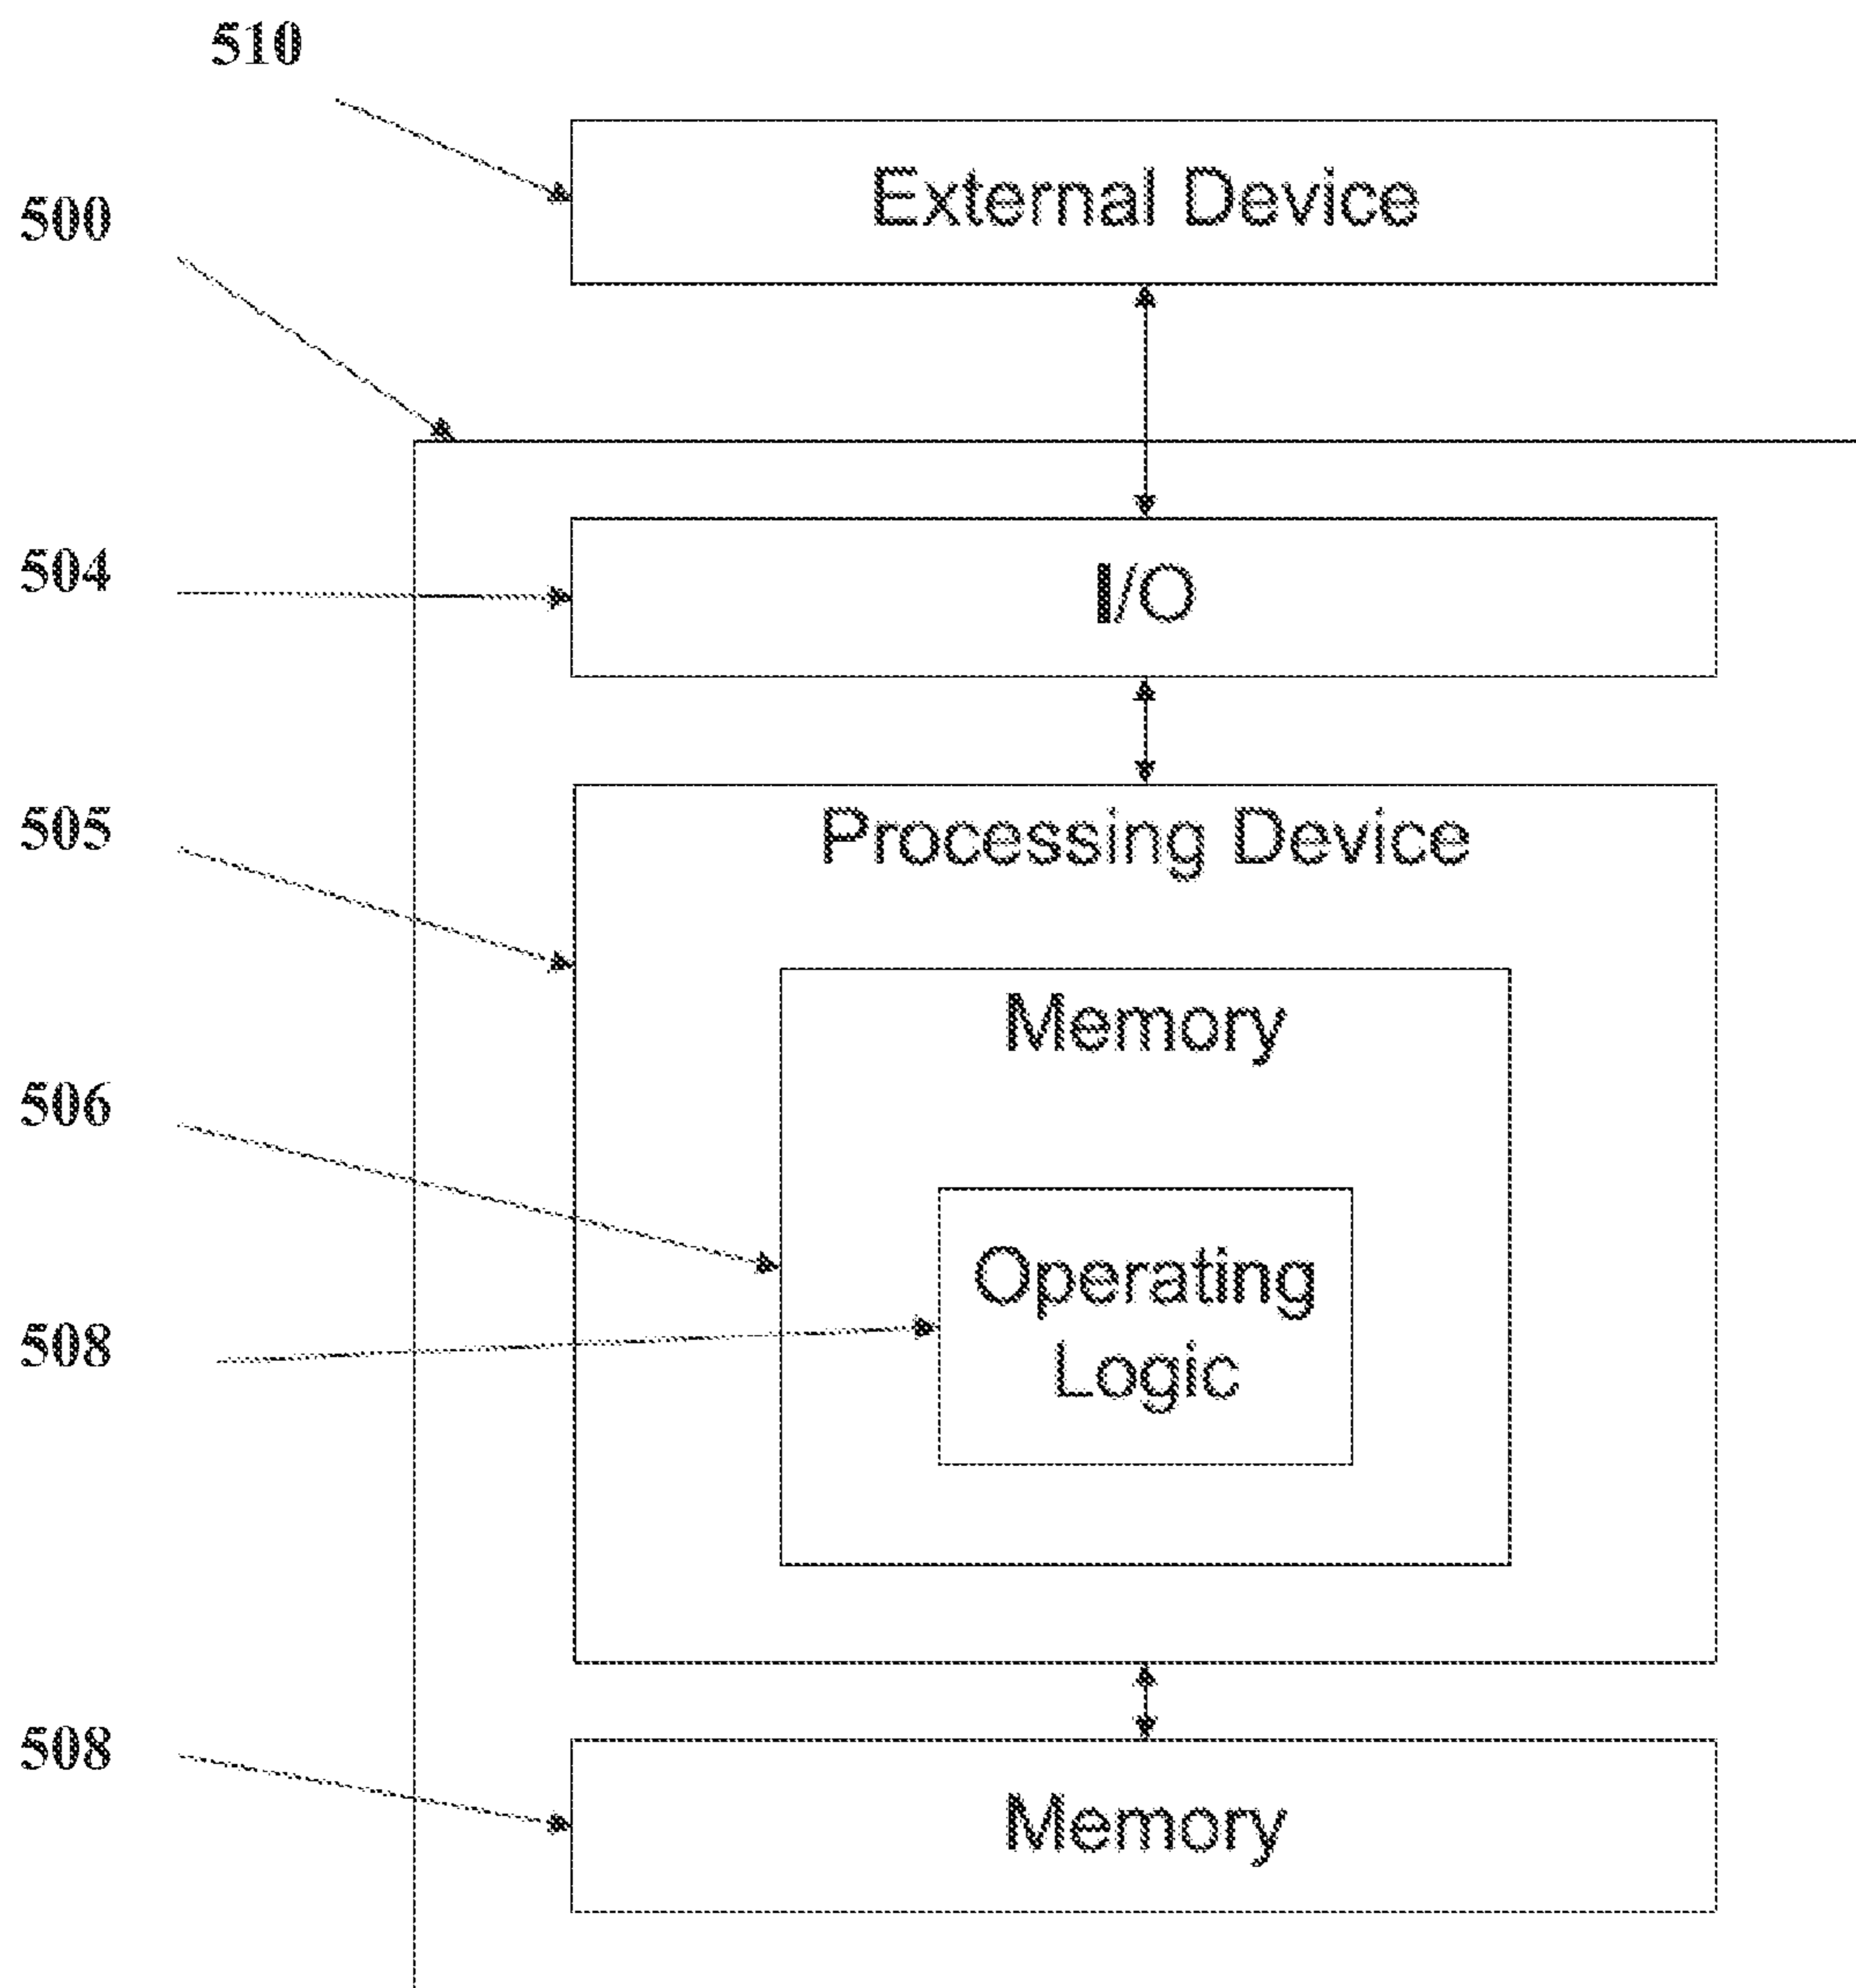 510
External Device
500
504
I/O
505
Processing Device
Memory
506
Operating
Logic
508
508
Memory